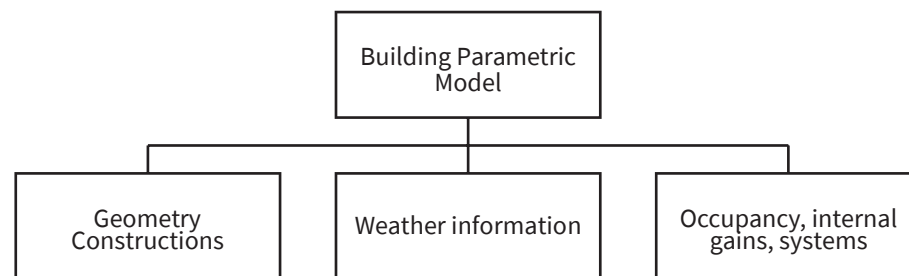 Building Parametric
Model
Geometry
Constructions
Weather information
Occupancy, internal
gains, systems